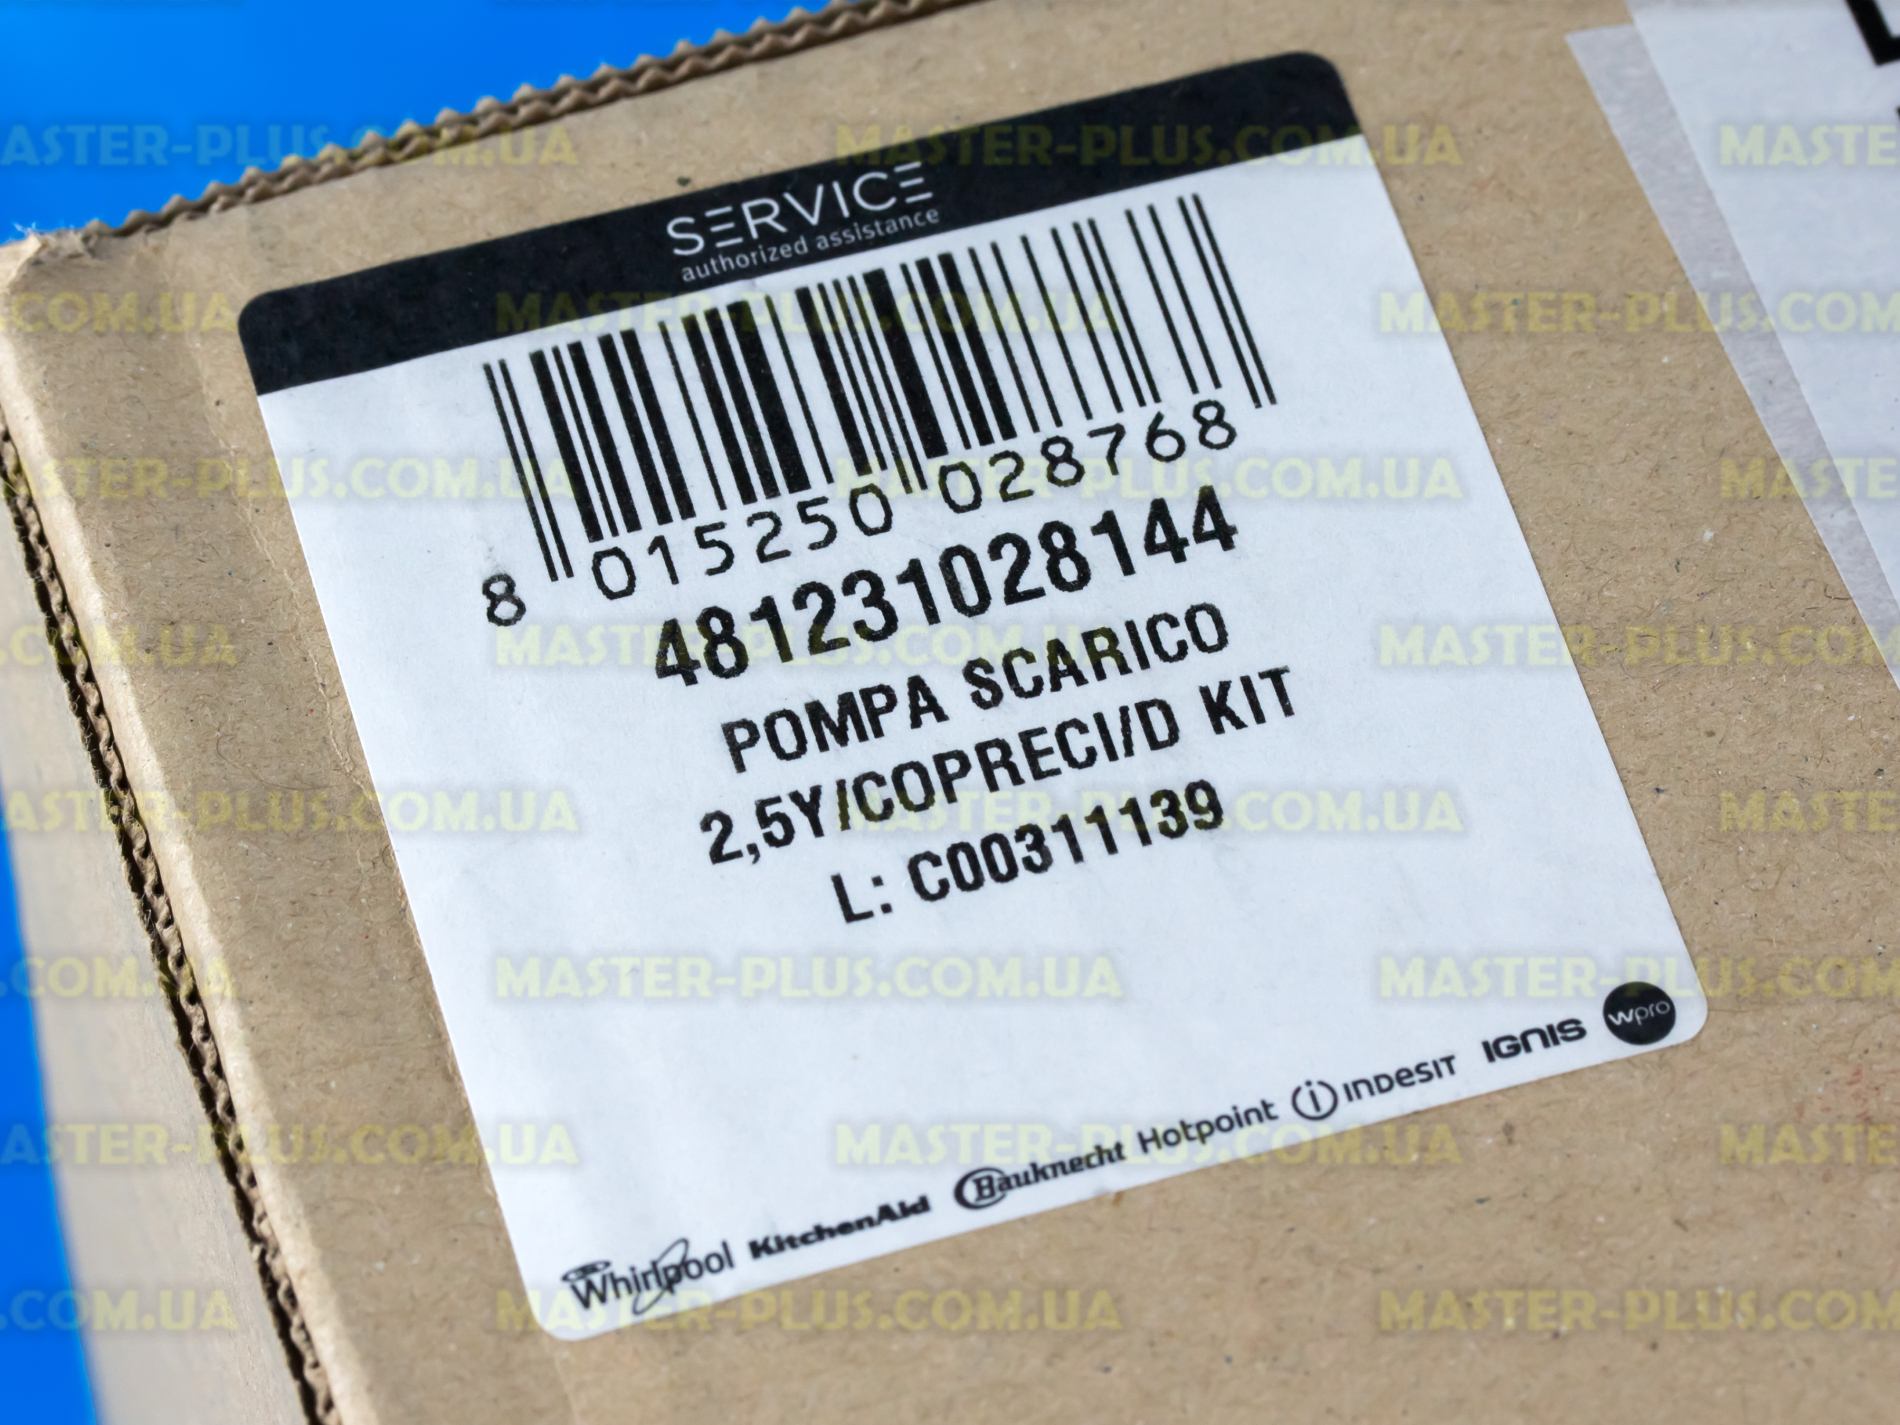 SERVICE
authorized assistance
8 015250 028768
481231028144
POMPA SCARICO
2,5Y/COPRECI/D KIT
L: C00311139
Whirlpool KitchenAid Bauknecht Hotpoint indesit IGNIS wpro
MASTER-PLUS.COM.UA